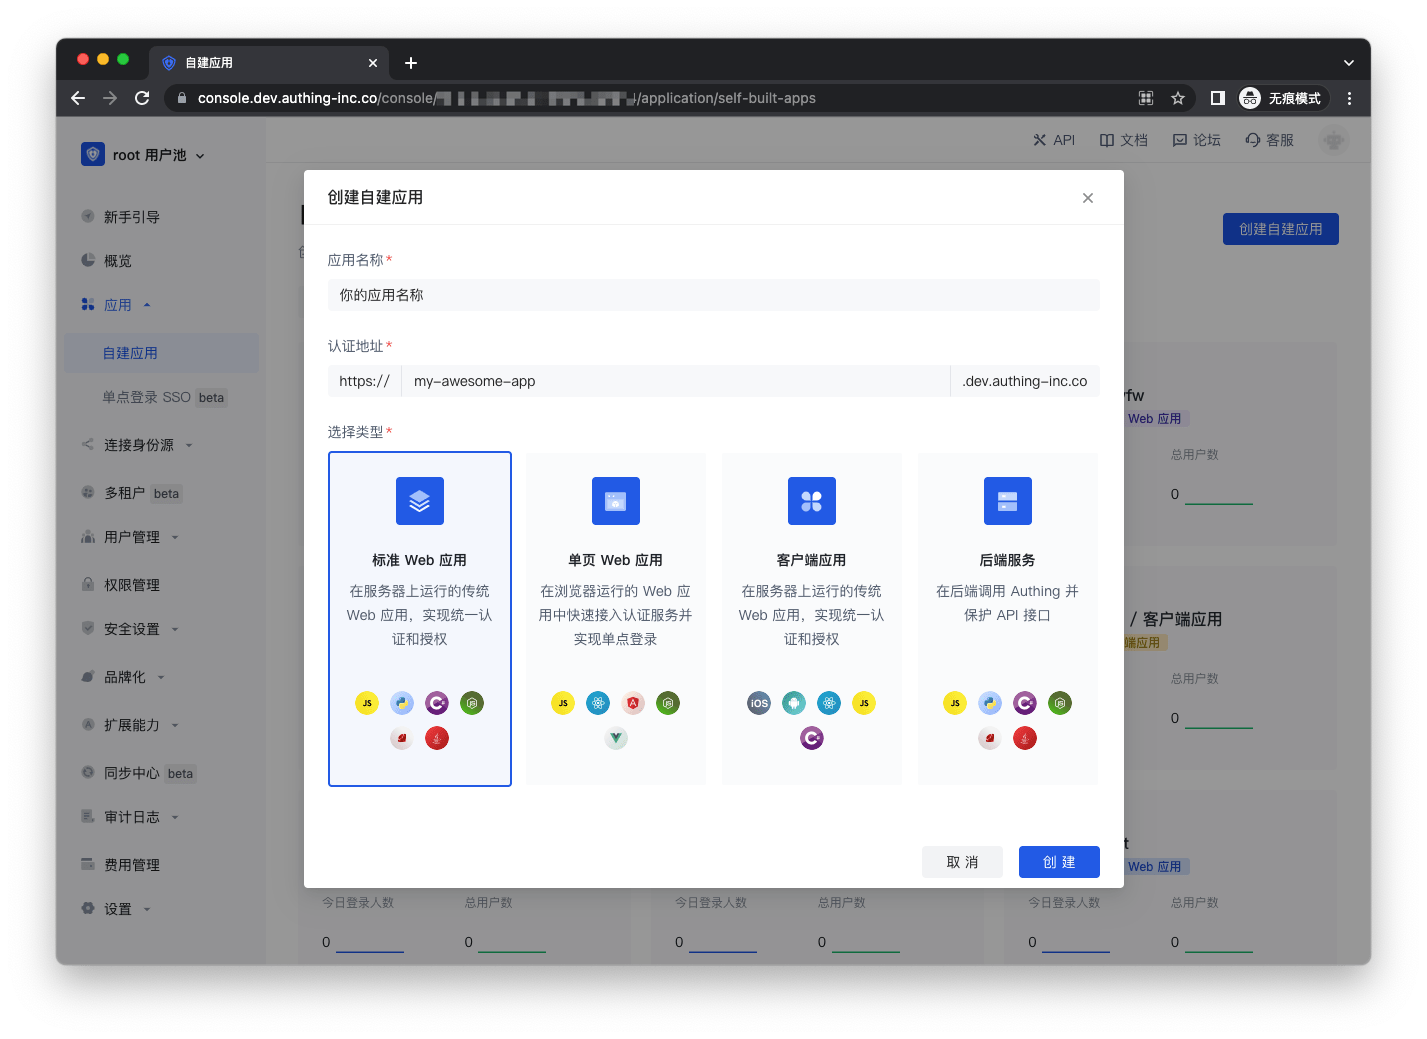 自建应用
console.dev.authing-inc.co/console/
/application/self-built-apps
无痕模式
root 用户池
API
文档
论坛
客服
新手引导
概览
应用
自建应用
单点登录 SSO beta
连接身份源
多租户 beta
用户管理
权限管理
安全设置
品牌化
扩展能力
同步中心 beta
审计日志
费用管理
设置
创建自建应用
创建自建应用
应用名称*
你的应用名称
认证地址*
https://
my-awesome-app
.dev.authing-inc.co
选择类型*
标准 Web 应用
在服务器上运行的传统
Web 应用，实现统一认
证和授权
JS
单页 Web 应用
在浏览器运行的 Web 应
用中快速接入认证服务并
实现单点登录
JS
客户端应用
在服务器上运行的传统
Web 应用，实现统一认
证和授权
iOS
JS
后端服务
在后端调用 Authing 并
保护 API 接口
JS
取 消
创 建
Web 应用
总用户数
0
/ 客户端应用
端应用
总用户数
0
Web 应用
今日登录人数
总用户数
今日登录人数
总用户数
今日登录人数
总用户数
0
0
0
0
0
0